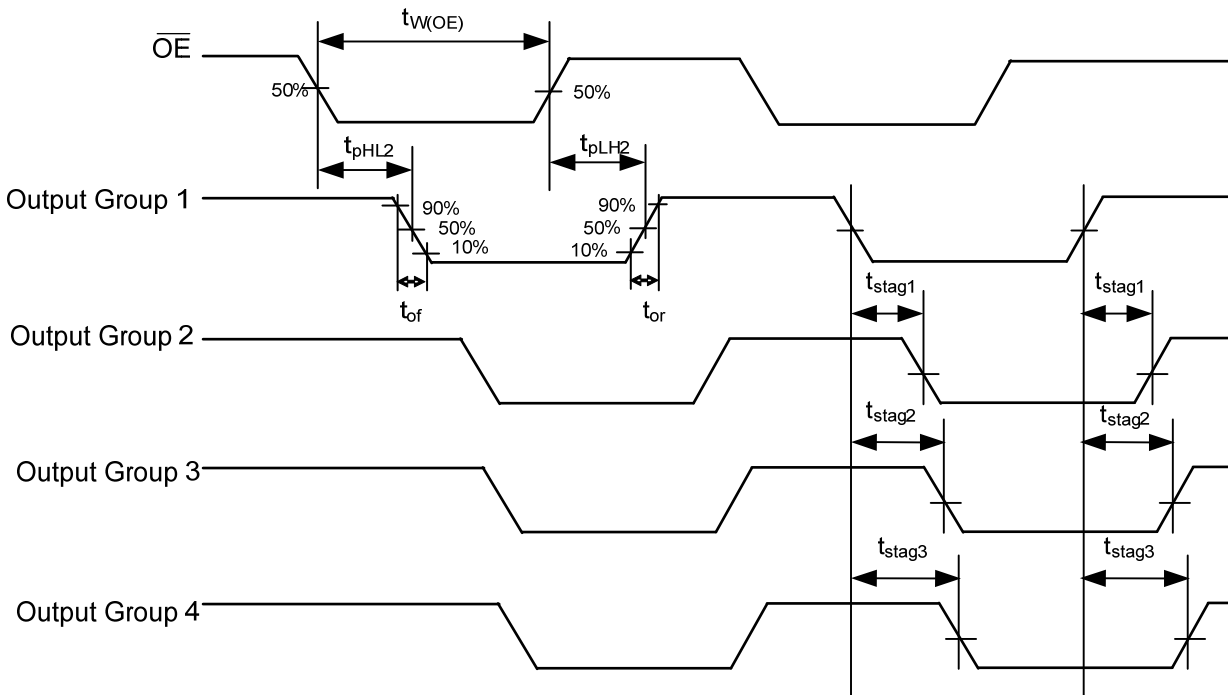 tW(OE)
OE
50%
50%
tpHL2
tpLH2
Output Group 1
90%
50%
10%
90%
50%
10%
tof
tor
tstag1
tstag1
Output Group 2
tstag2
tstag2
Output Group 3
tstag3
tstag3
Output Group 4